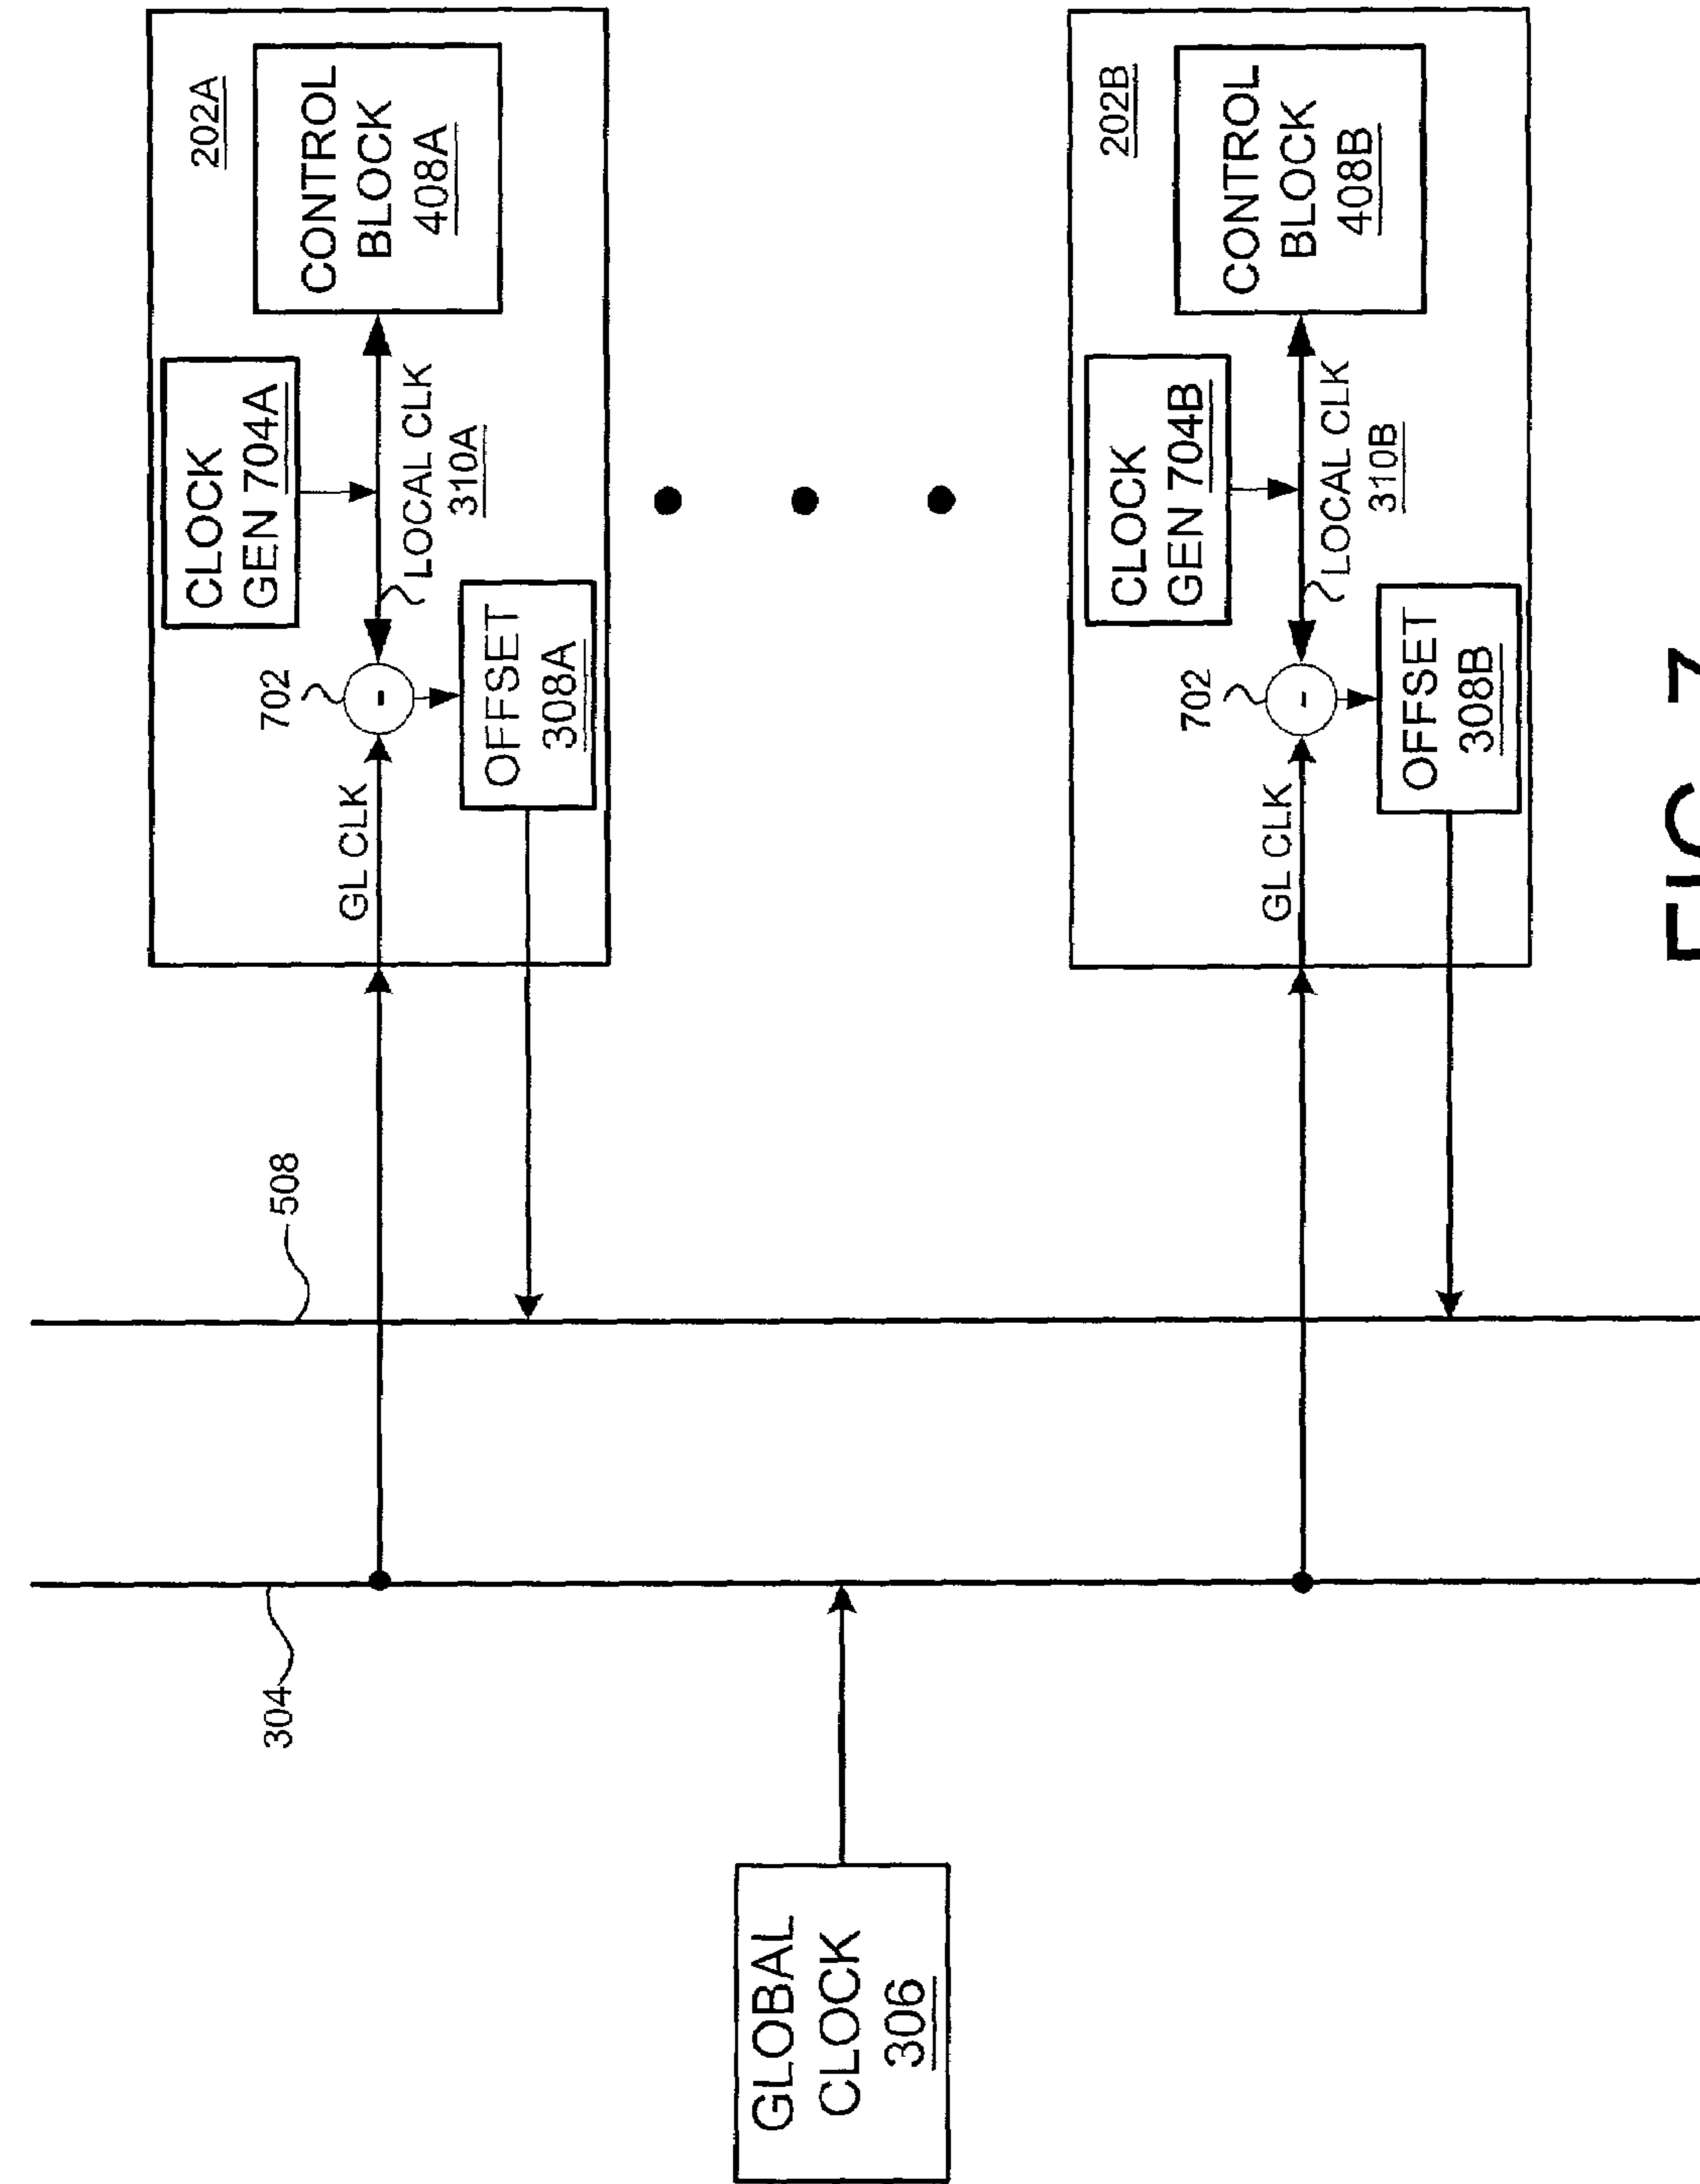 GLOBAL
CLOCK
306
304
508
202A
GL CLK
702
OFFSET
308A
CLOCK
GEN 704A
LOCAL CLK
310A
CONTROL
BLOCK
408A
202B
GL CLK
702
OFFSET
308B
CLOCK
GEN 704B
LOCAL CLK
310B
CONTROL
BLOCK
408B
FIG. 7